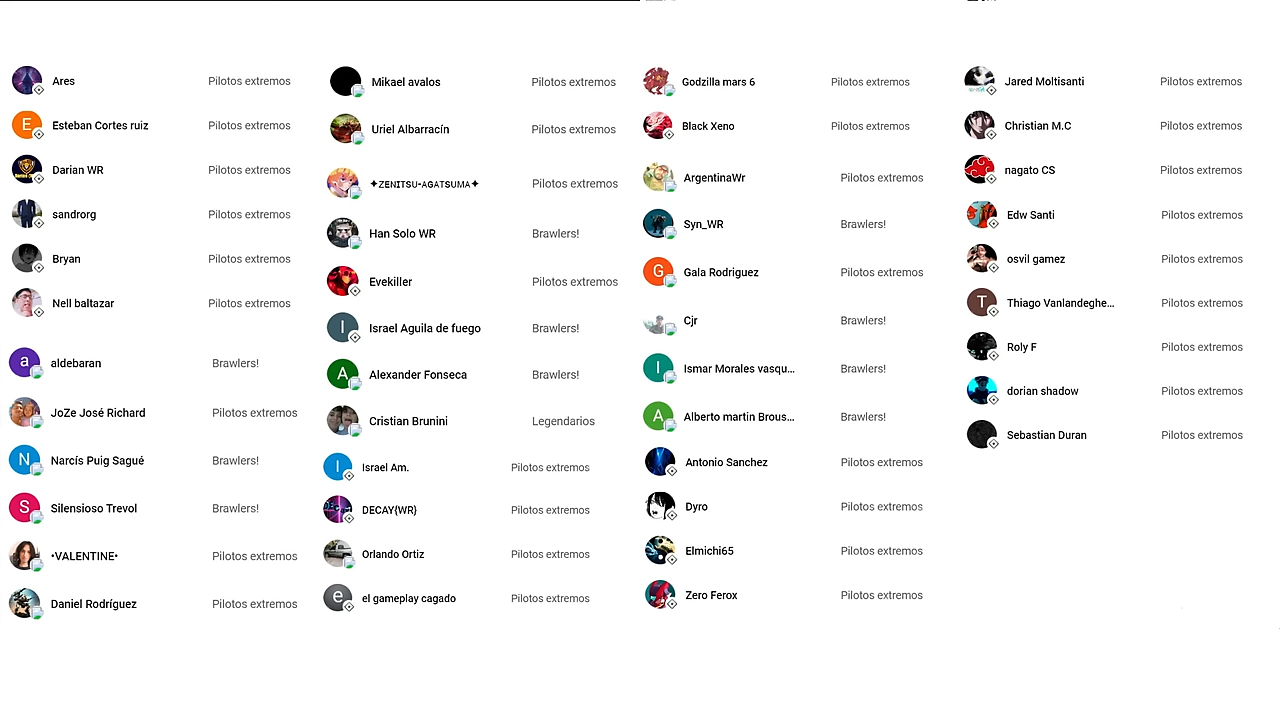 Ares Pilotos extremos
E Esteban Cortes ruiz Pilotos extremos
Darian WR Pilotos extremos
sandrorg Pilotos extremos
Bryan Pilotos extremos
Nell baltazar Pilotos extremos
a aldebaran Brawlers!
JoZe José Richard Pilotos extremos
N Narcís Puig Sagué Brawlers!
S Silensioso Trevol Brawlers!
•VALENTINE• Pilotos extremos
Daniel Rodríguez Pilotos extremos
Mikael avalos Pilotos extremos
Uriel Albarracín Pilotos extremos
✦ZENITSU-AGATSUMA✦ Pilotos extremos
Han Solo WR Brawlers!
Evekiller Pilotos extremos
I Israel Aguila de fuego Brawlers!
A Alexander Fonseca Brawlers!
Cristian Brunini Legendarios
I Israel Am. Pilotos extremos
DECAY{WR} Pilotos extremos
Orlando Ortiz Pilotos extremos
e el gameplay cagado Pilotos extremos
Godzilla mars 6 Pilotos extremos
Black Xeno Pilotos extremos
ArgentinaWr Pilotos extremos
Syn_WR Brawlers!
G Gala Rodriguez Pilotos extremos
Cjr Brawlers!
I Ismar Morales vasqu... Brawlers!
A Alberto martin Brous... Brawlers!
Antonio Sanchez Pilotos extremos
Dyro Pilotos extremos
Elmichi65 Pilotos extremos
Zero Ferox Pilotos extremos
Jared Moltisanti Pilotos extremos
Christian M.C Pilotos extremos
nagato CS Pilotos extremos
Edw Santi Pilotos extremos
osvil gamez Pilotos extremos
T Thiago Vanlandeghe... Pilotos extremos
Roly F Pilotos extremos
dorian shadow Pilotos extremos
Sebastian Duran Pilotos extremos